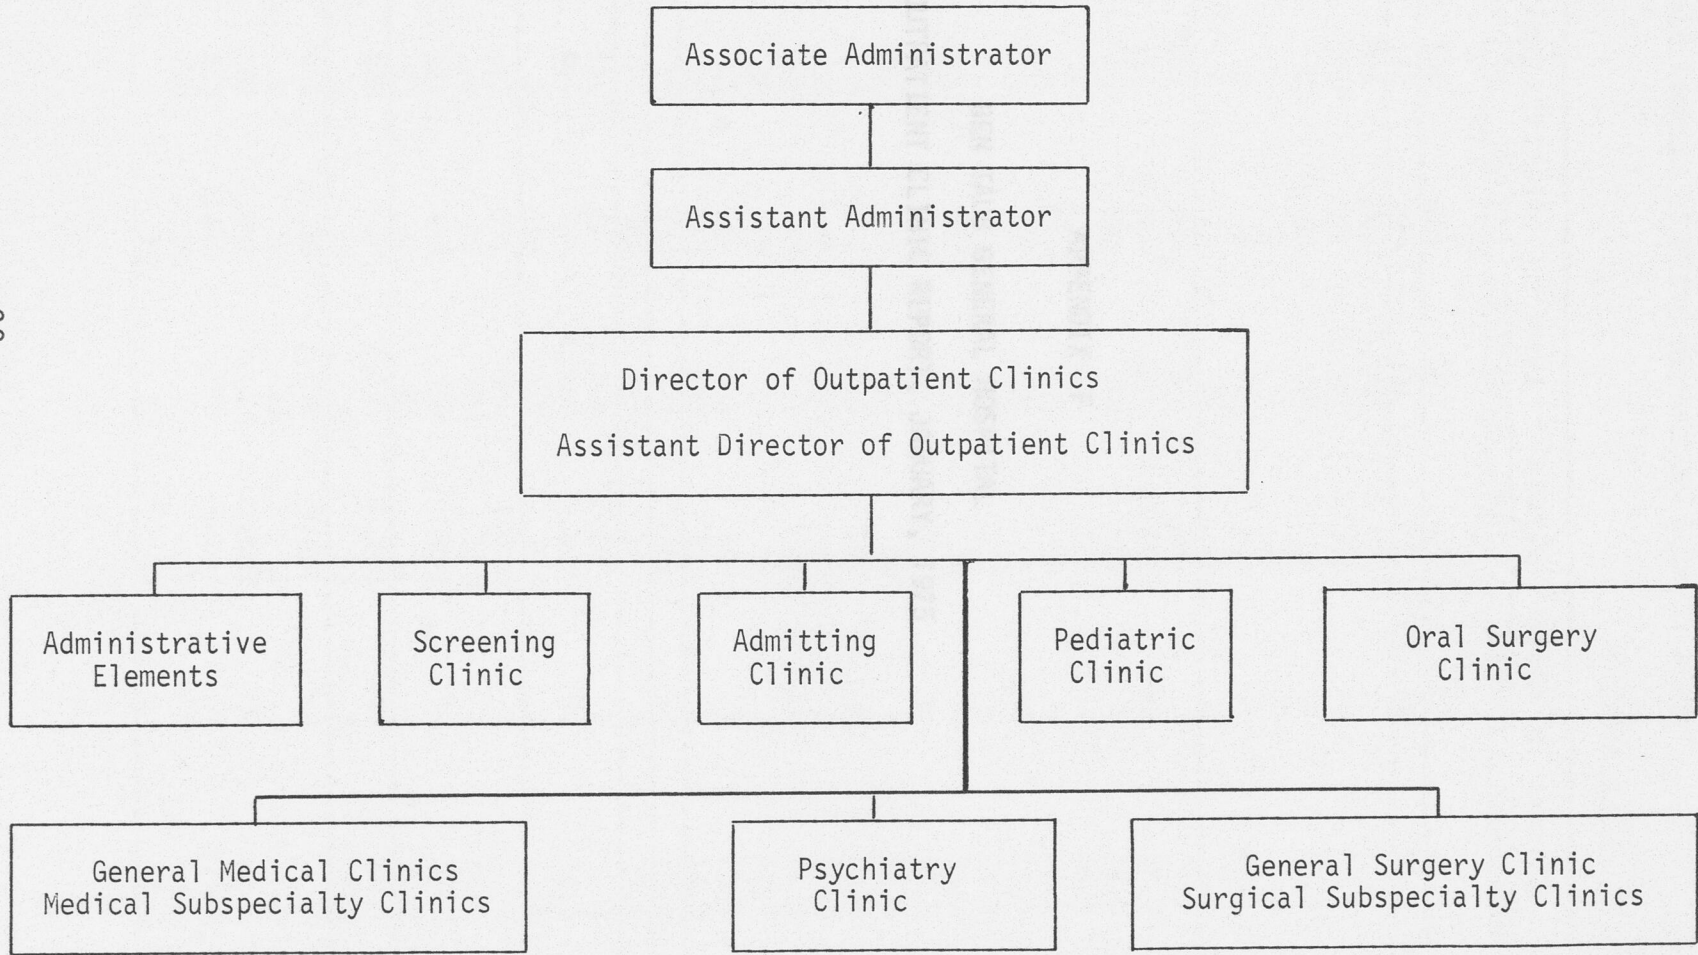 Associate Administrator
Assistant Administrator
Director of Outpatient Clinics
Assistant Director of Outpatient Clinics
Administrative
Elements
Screening
Clinic
Admitting
Clinic
Pediatric
Clinic
Oral Surgery
Clinic
General Medical Clinics
Medical Subspecialty Clinics
Psychiatry
Clinic
General Surgery Clinic
Surgical Subspecialty Clinics